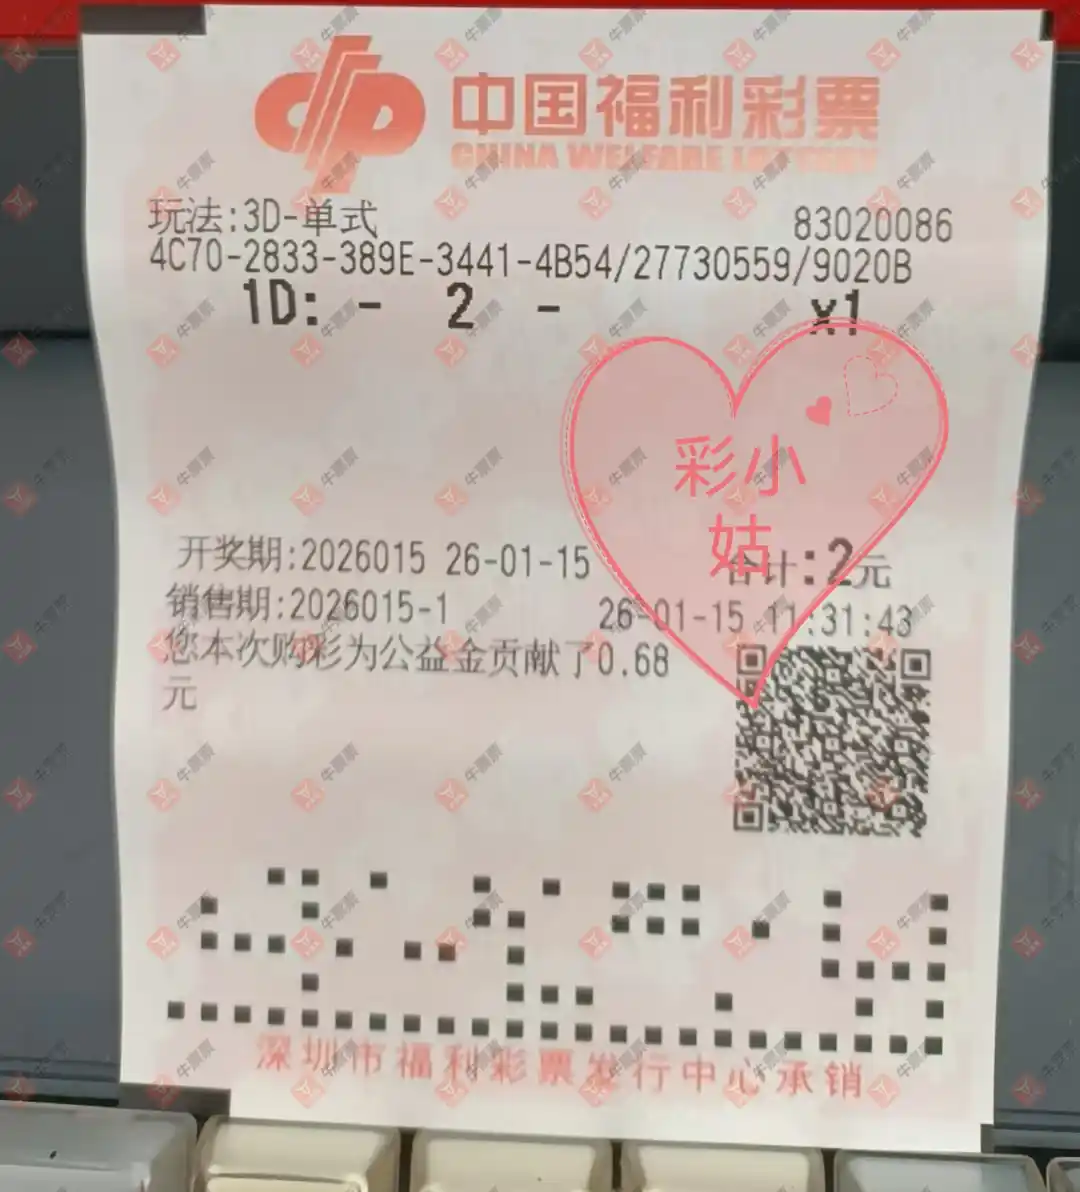 中国福利彩票
CHINA WELFARE LOTTERY
玩法:3D-单式 83020086
4C70-2833-389E-3441-4B54/27730559/9020B
1D: - 2 - x1
彩小
姑
开奖期:2026015 26-01-15 合计:2元
销售期:2026015-1 26-01-15 11:31:43
您本次购彩为公益金贡献了0.68
元
深圳市福利彩票发行中心承销
牛票票